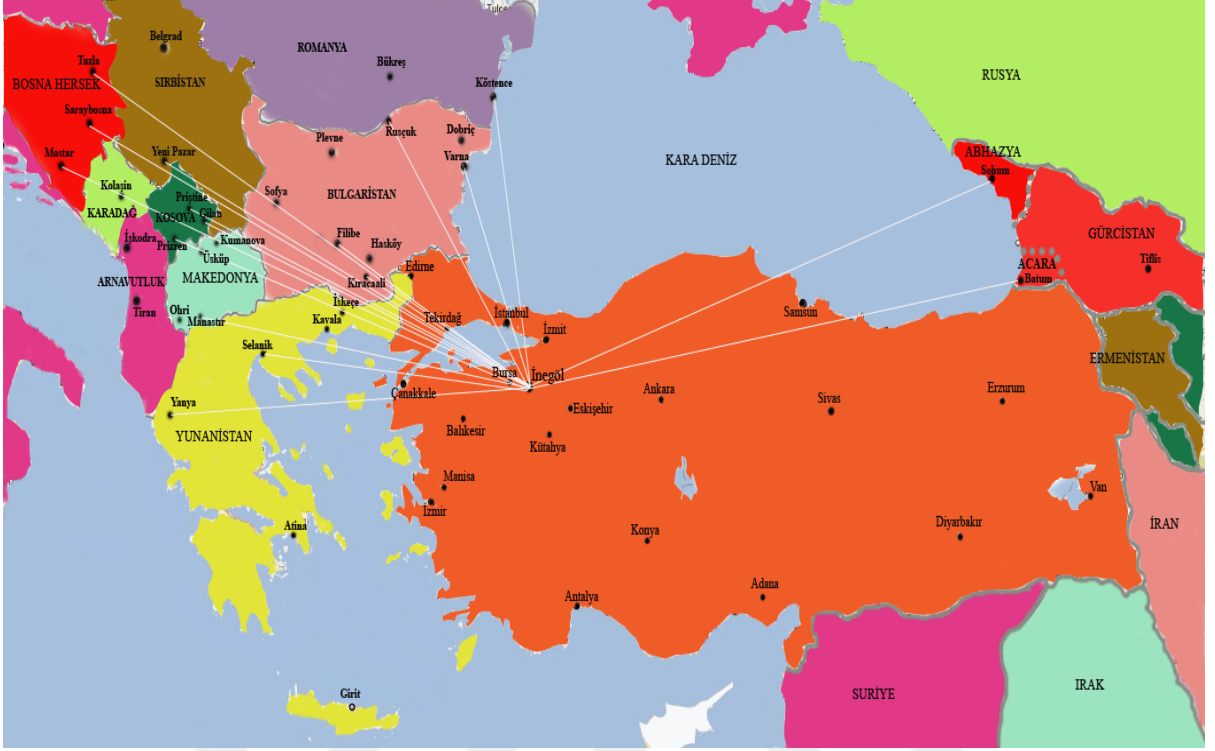 Tulcea
Belgrad
ROMANYA
Tuzla
BOSNA HERSEK
SIRBİSTAN
Bükreş
Köstence
RUSYA
Saraybosna
Rusçuk
Dobriç
Plevne
Varna
KARA DENİZ
ABHAZYA
Mostar
Yeni Pazar
Sohum
Kolaşin
Priştine
Sofya
BULGARİSTAN
KARADAĞ
KOSOVA
Gilan
GÜRCİSTAN
İşkodra
Prizren
Kumanova
Filibe
Hasköy
Üsküp
Tiflis
ACARA
ARNAVUTLUK
MAKEDONYA
Kırcaali
Edirne
Batum
Tiran
Ohri
Manastır
İskeçe
Kavala
Tekirdağ
İstanbul
Samsun
İzmit
Selanik
ERMENİSTAN
Bursa
İnegöl
Çanakkale
Ankara
Erzurum
Yanya
Eskişehir
Sivas
YUNANİSTAN
Balıkesir
Kütahya
Manisa
Van
İzmir
Atina
Konya
Diyarbakır
İRAN
Antalya
Adana
Girit
SURİYE
IRAK